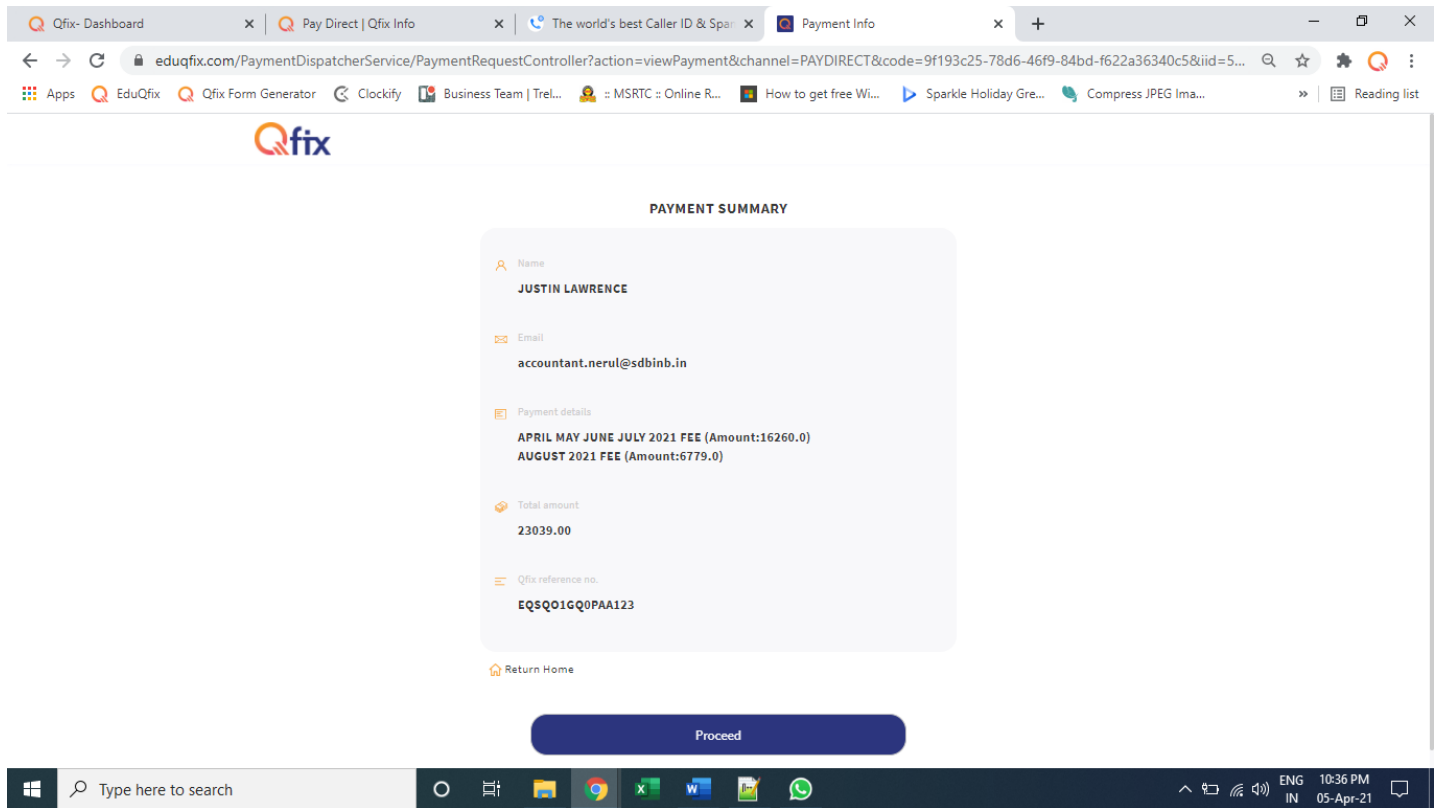 Qfix- Dashboard
Pay Direct | Qfix Info
The world's best Caller ID & Spam
Payment Info
eduqfix.com/PaymentDispatcherService/PaymentRequestController?action=viewPayment&channel=PAYDIRECT&code=9f193c25-78d6-46f9-84bd-f622a36340c5&iid=5...
Apps
EduQfix
Qfix Form Generator
Clockify
Business Team | Trel...
:: MSRTC :: Online R...
How to get free Wi...
Sparkle Holiday Gre...
Compress JPEG Ima...
»
Reading list
Qfix
PAYMENT SUMMARY
Name
JUSTIN LAWRENCE
Email
accountant.nerul@sdbinb.in
Payment details
APRIL MAY JUNE JULY 2021 FEE (Amount:16260.0)
AUGUST 2021 FEE (Amount:6779.0)
Total amount
23039.00
Qfix reference no.
EQSQO1GQ0PAA123
Return Home
Proceed
Type here to search
ENG
IN
10:36 PM
05-Apr-21